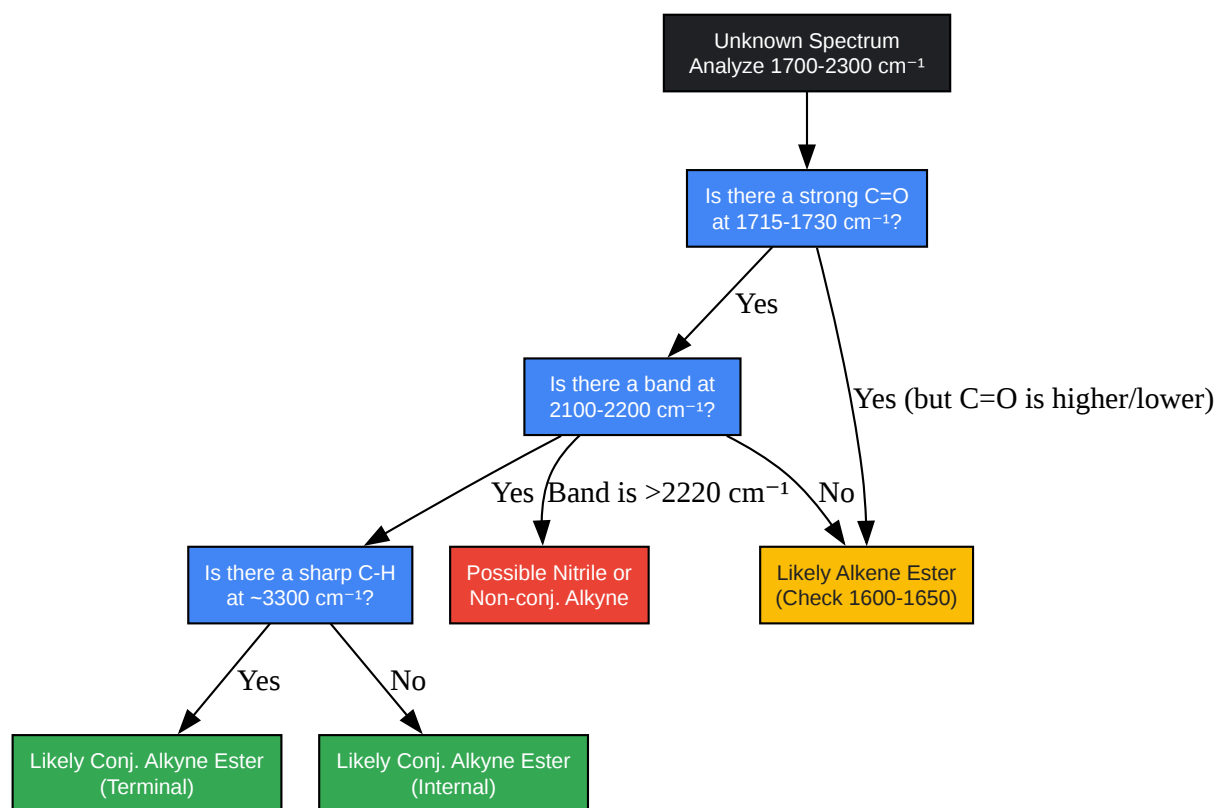 Unknown Spectrum
Analyze 1700-2300 cm⁻¹
Is there a strong C=O
at 1715-1730 cm⁻¹?
Yes
Yes (but C=O is higher/lower)
Is there a band at
2100-2200 cm⁻¹?
Yes
Band is >2220 cm⁻¹
No
Is there a sharp C-H
at ~3300 cm⁻¹?
Possible Nitrile or
Non-conj. Alkyne
Likely Alkene Ester
(Check 1600-1650)
Yes
No
Likely Conj. Alkyne Ester
(Terminal)
Likely Conj. Alkyne Ester
(Internal)